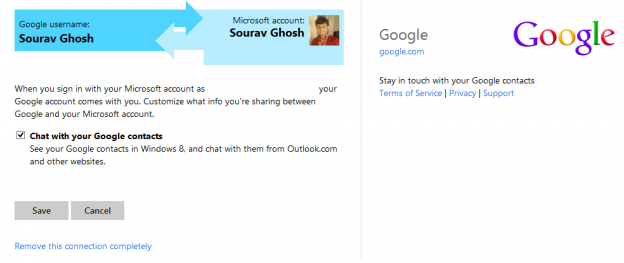 Google username:
Sourav Ghosh
Microsoft account:
Sourav Ghosh
When you sign in with your Microsoft account as your
Google account comes with you. Customize what info you're sharing between
Google and your Microsoft account.
Chat with your Google contacts
See your Google contacts in Windows 8, and chat with them from Outlook.com
and other websites.
Save Cancel
Remove this connection completely
Google
google.com
Google
Stay in touch with your Google contacts
Terms of Service | Privacy | Support